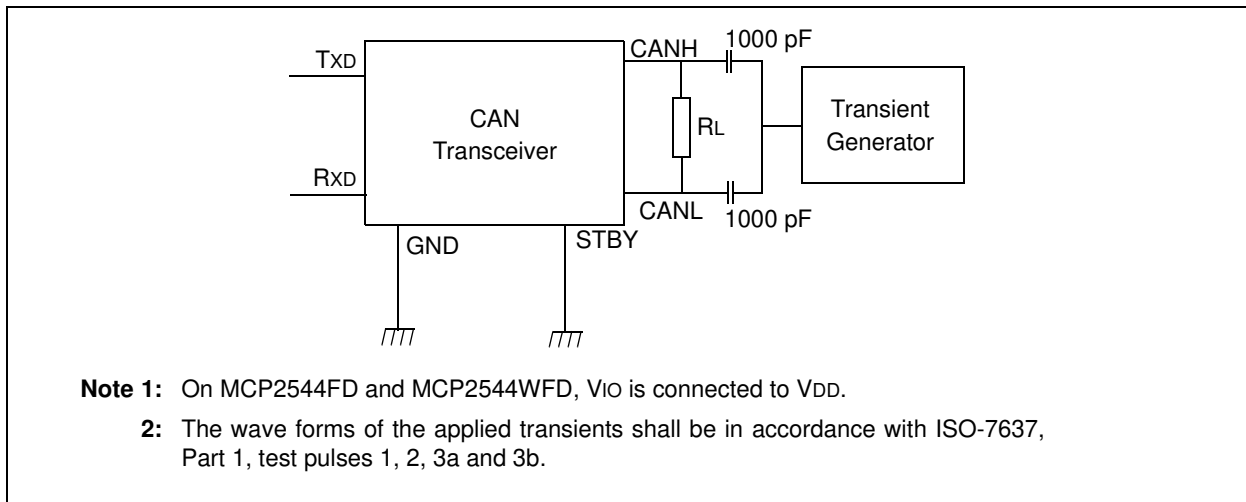 TXD
RXD
CAN
Transceiver
CANH
1000 pF
RL
CANL
1000 pF
Transient
Generator
GND
STBY
Note 1: On MCP2544FD and MCP2544WFD, VIO is connected to VDD.
2: The wave forms of the applied transients shall be in accordance with ISO-7637,
Part 1, test pulses 1, 2, 3a and 3b.